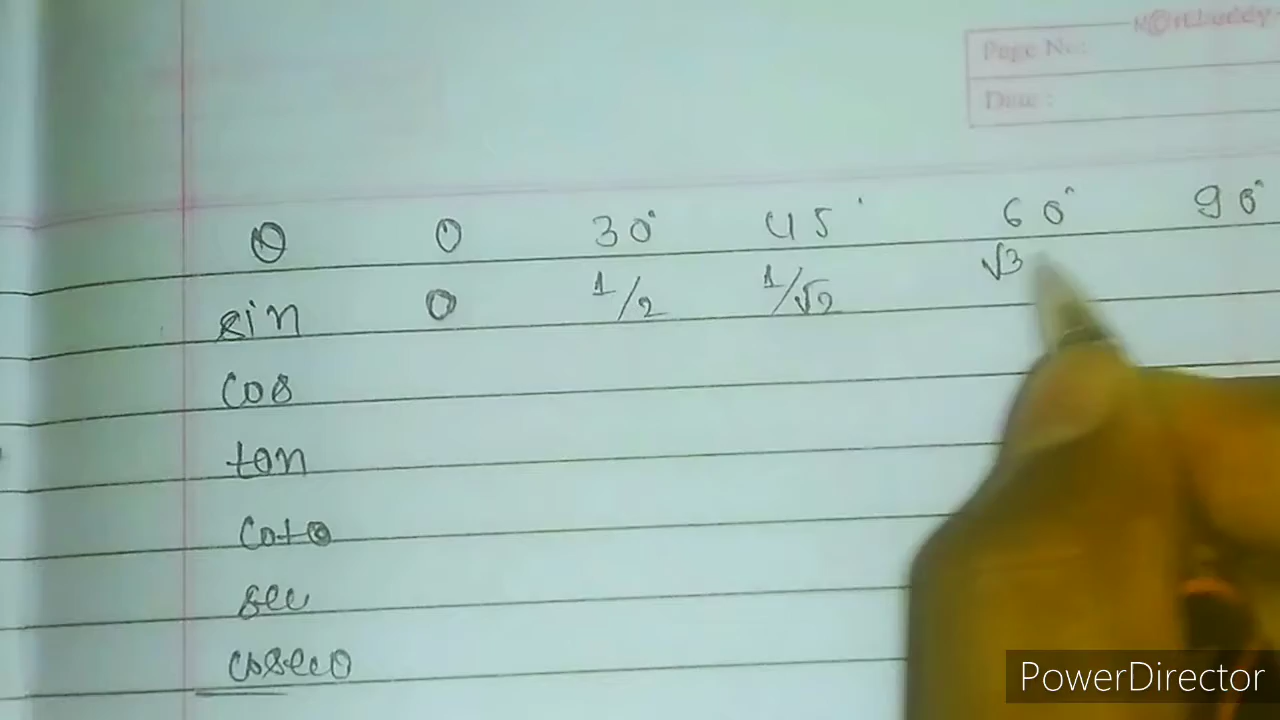 Page No.:
Date :
θ 0 30° 45° 60° 90°
sin 0 1/2 1/√2 √3
cos
tan
cotθ
sec
cosecθ
PowerDirector